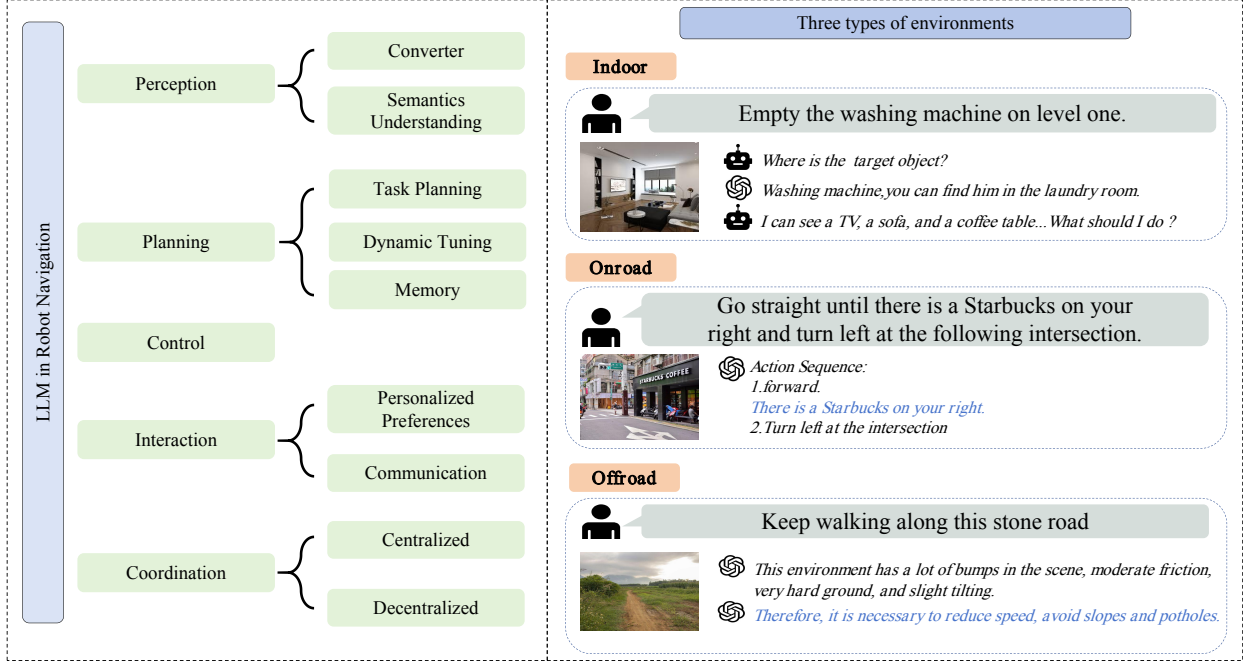 LLM in Robot Navigation
Perception
Converter
Semantics
Understanding
Planning
Task Planning
Dynamic Tuning
Memory
Control
Interaction
Personalized
Preferences
Communication
Coordination
Centralized
Decentralized
Three types of environments
Indoor
Empty the washing machine on level one.
Where is the target object?
Washing machine,you can find him in the laundry room.
I can see a TV, a sofa, and a coffee table...What should I do ?
Onroad
Go straight until there is a Starbucks on your
right and turn left at the following intersection.
STARBUCKS COFFEE
Action Sequence:
1.forward.
There is a Starbucks on your right.
2.Turn left at the intersection
Offroad
Keep walking along this stone road
This environment has a lot of bumps in the scene, moderate friction,
very hard ground, and slight tilting.
Therefore, it is necessary to reduce speed, avoid slopes and potholes.